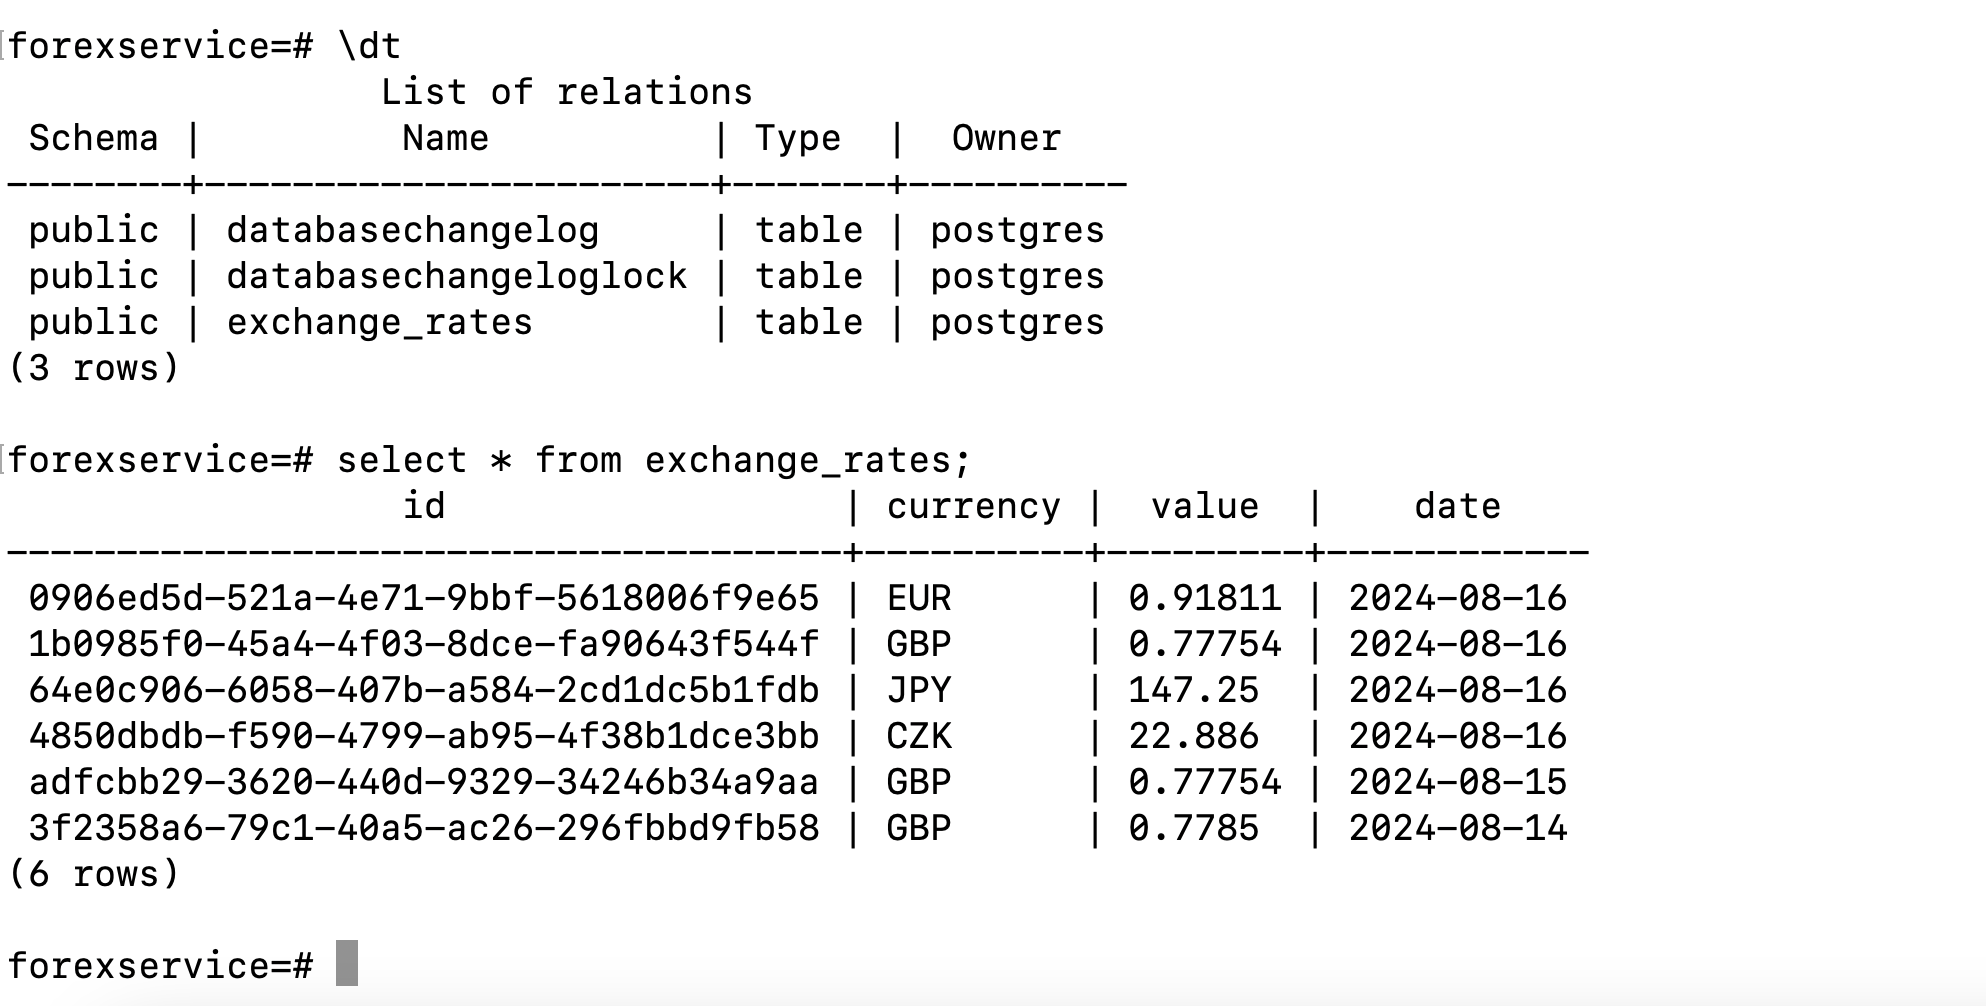 forexservice=# \dt
                 List of relations
 Schema |         Name          | Type  |  Owner
--------+-----------------------+-------+----------
 public | databasechangelog     | table | postgres
 public | databasechangeloglock | table | postgres
 public | exchange_rates        | table | postgres
(3 rows)

forexservice=# select * from exchange_rates;
                  id                  | currency |  value  |    date
--------------------------------------+----------+---------+------------
 0906ed5d-521a-4e71-9bbf-5618006f9e65 | EUR      | 0.91811 | 2024-08-16
 1b0985f0-45a4-4f03-8dce-fa90643f544f | GBP      | 0.77754 | 2024-08-16
 64e0c906-6058-407b-a584-2cd1dc5b1fdb | JPY      | 147.25  | 2024-08-16
 4850dbdb-f590-4799-ab95-4f38b1dce3bb | CZK      | 22.886  | 2024-08-16
 adfcbb29-3620-440d-9329-34246b34a9aa | GBP      | 0.77754 | 2024-08-15
 3f2358a6-79c1-40a5-ac26-296fbbd9fb58 | GBP      | 0.7785  | 2024-08-14
(6 rows)

forexservice=#